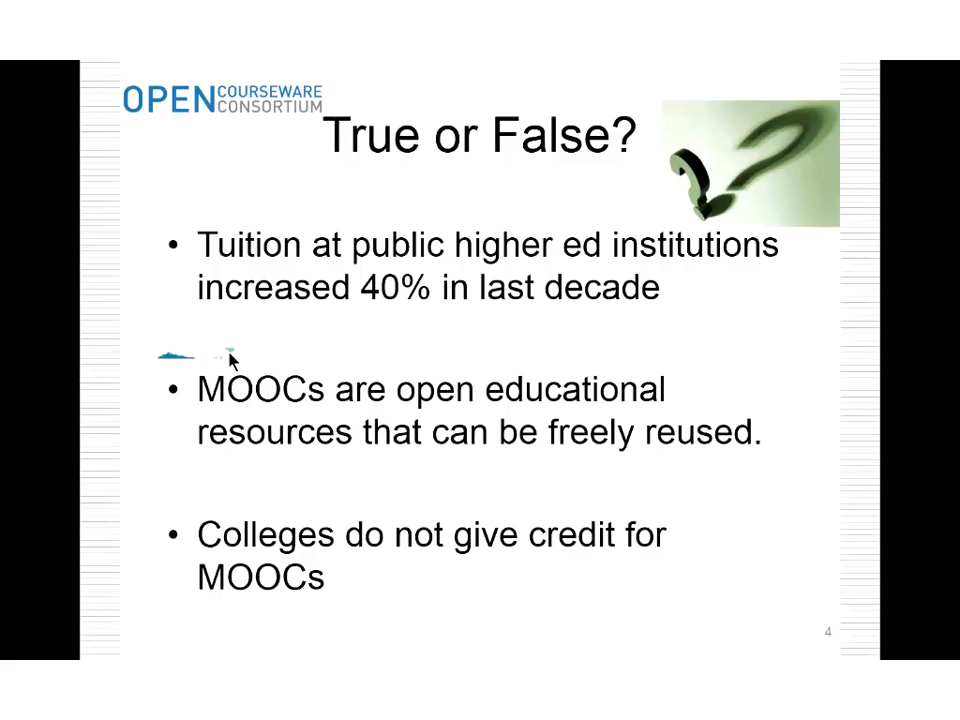 OPEN COURSEWARE CONSORTIUM
True or False?
• Tuition at public higher ed institutions
increased 40% in last decade
• MOOCs are open educational
resources that can be freely reused.
• Colleges do not give credit for
MOOCs
4